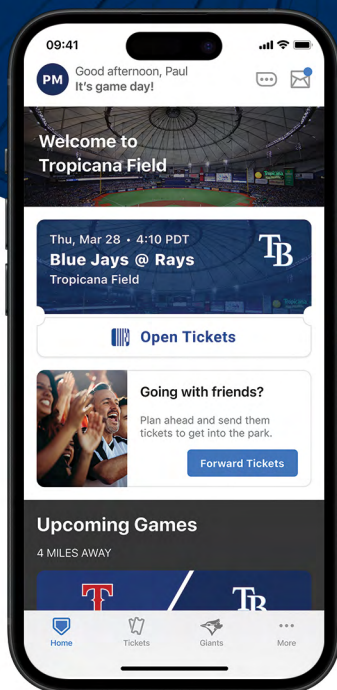 09:41
PM
Good afternoon, Paul
It's game day!
Welcome to
Tropicana Field
Thu, Mar 28 • 4:10 PDT
Blue Jays @ Rays
Tropicana Field
TB
Open Tickets
Going with friends?
Plan ahead and send them
tickets to get into the park.
Forward Tickets
Upcoming Games
4 MILES AWAY
T
TB
Home
Tickets
Giants
More